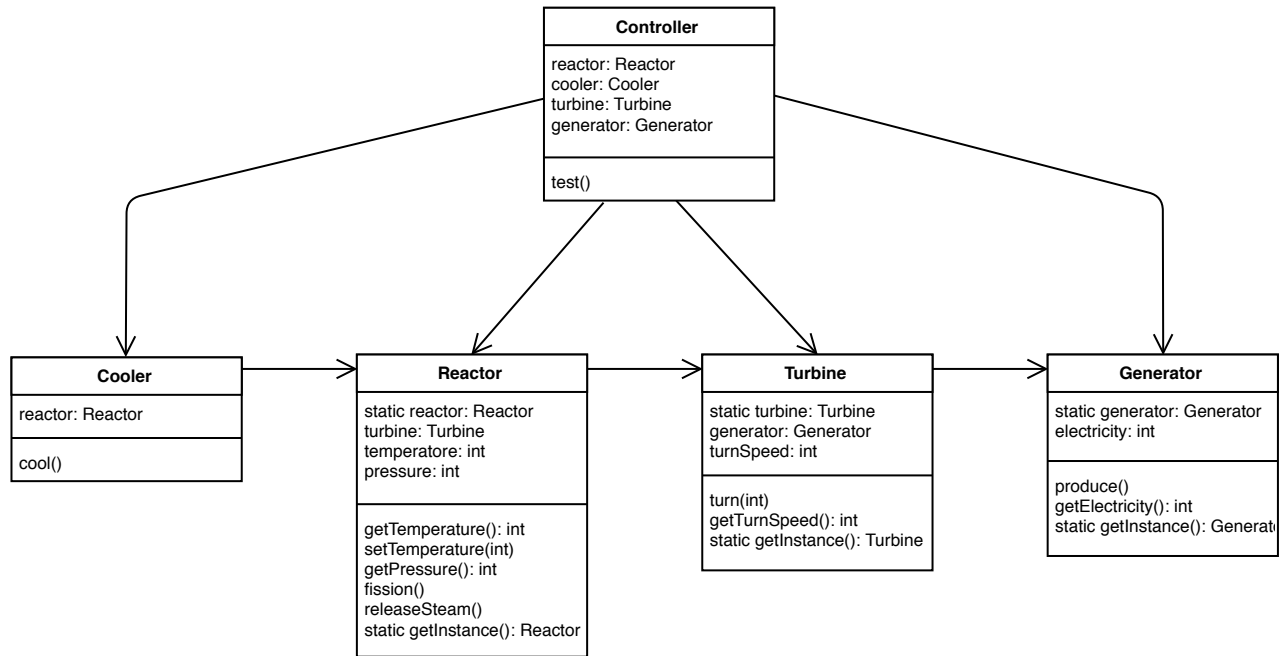 Controller
reactor: Reactor
cooler: Cooler
turbine: Turbine
generator: Generator
test()
Cooler
reactor: Reactor
cool()
Reactor
static reactor: Reactor
turbine: Turbine
temperatore: int
pressure: int
getTemperature(): int
setTemperature(int)
getPressure(): int
fission()
releaseSteam()
static getInstance(): Reactor
Turbine
static turbine: Turbine
generator: Generator
turnSpeed: int
turn(int)
getTurnSpeed(): int
static getInstance(): Turbine
Generator
static generator: Generator
electricity: int
produce()
getElectricity(): int
static getInstance(): Generato